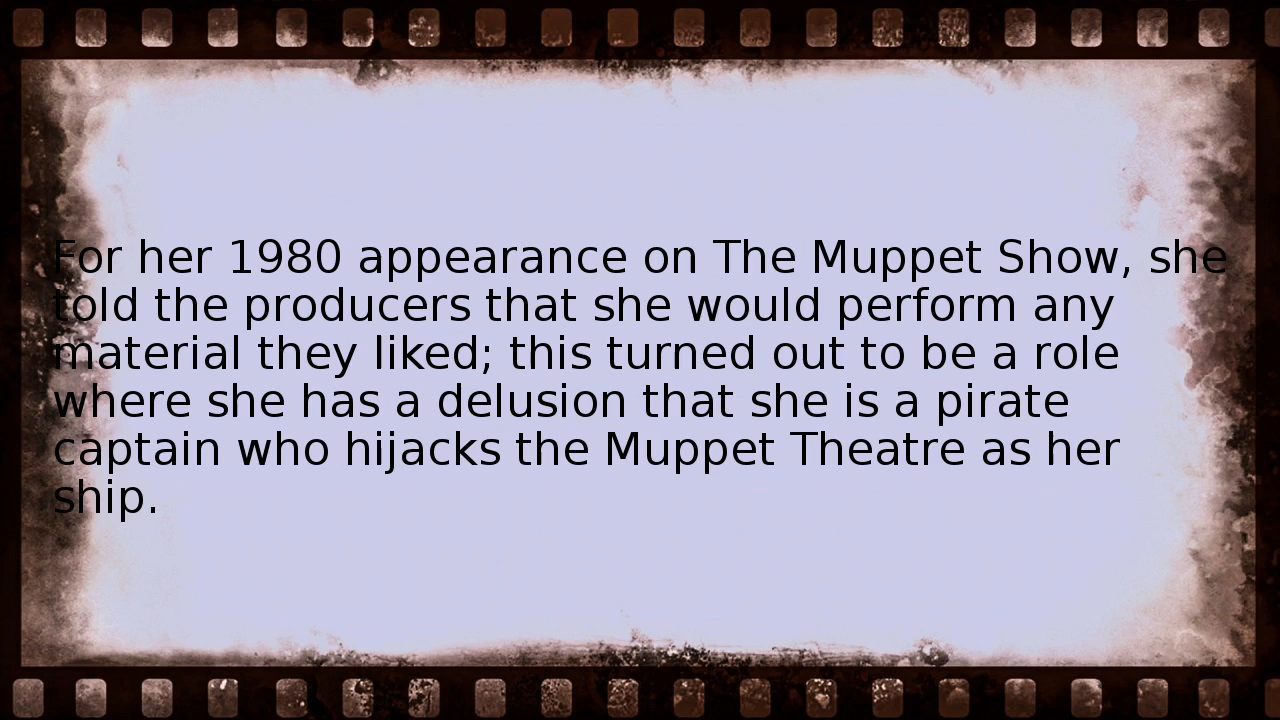 For her 1980 appearance on The Muppet Show, she
told the producers that she would perform any
material they liked; this turned out to be a role
where she has a delusion that she is a pirate
captain who hijacks the Muppet Theatre as her
ship.